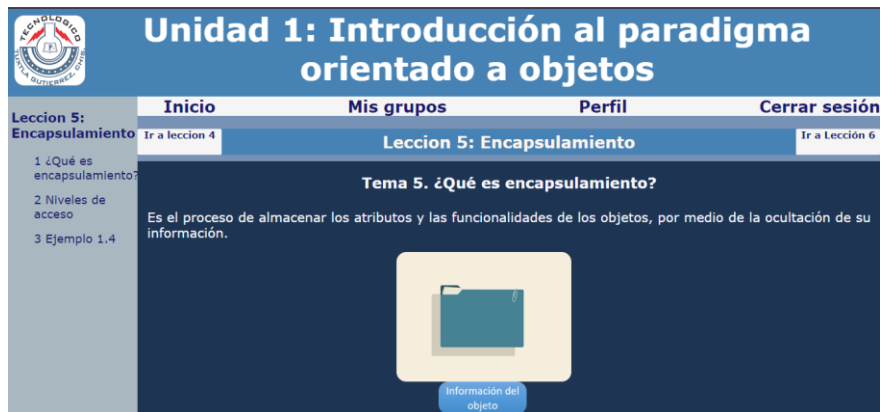 TECNOLOGICO
TUXTLA GUTIERREZ, CHIS.
Unidad 1: Introducción al paradigma
orientado a objetos
Inicio Mis grupos Perfil Cerrar sesión
Leccion 5:
Encapsulamiento
1 ¿Qué es
encapsulamiento?
2 Niveles de
acceso
3 Ejemplo 1.4
Ir a leccion 4
Leccion 5: Encapsulamiento
Ir a Lección 6
Tema 5. ¿Qué es encapsulamiento?
Es el proceso de almacenar los atributos y las funcionalidades de los objetos, por medio de la ocultación de su
información.
Información del
objeto